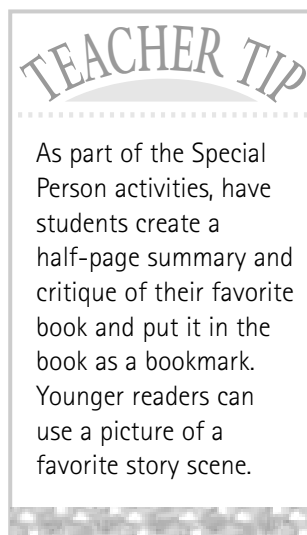 TEACHER TIP
As part of the Special
Person activities, have
students create a
half-page summary and
critique of their favorite
book and put it in the
book as a bookmark.
Younger readers can
use a picture of a
favorite story scene.